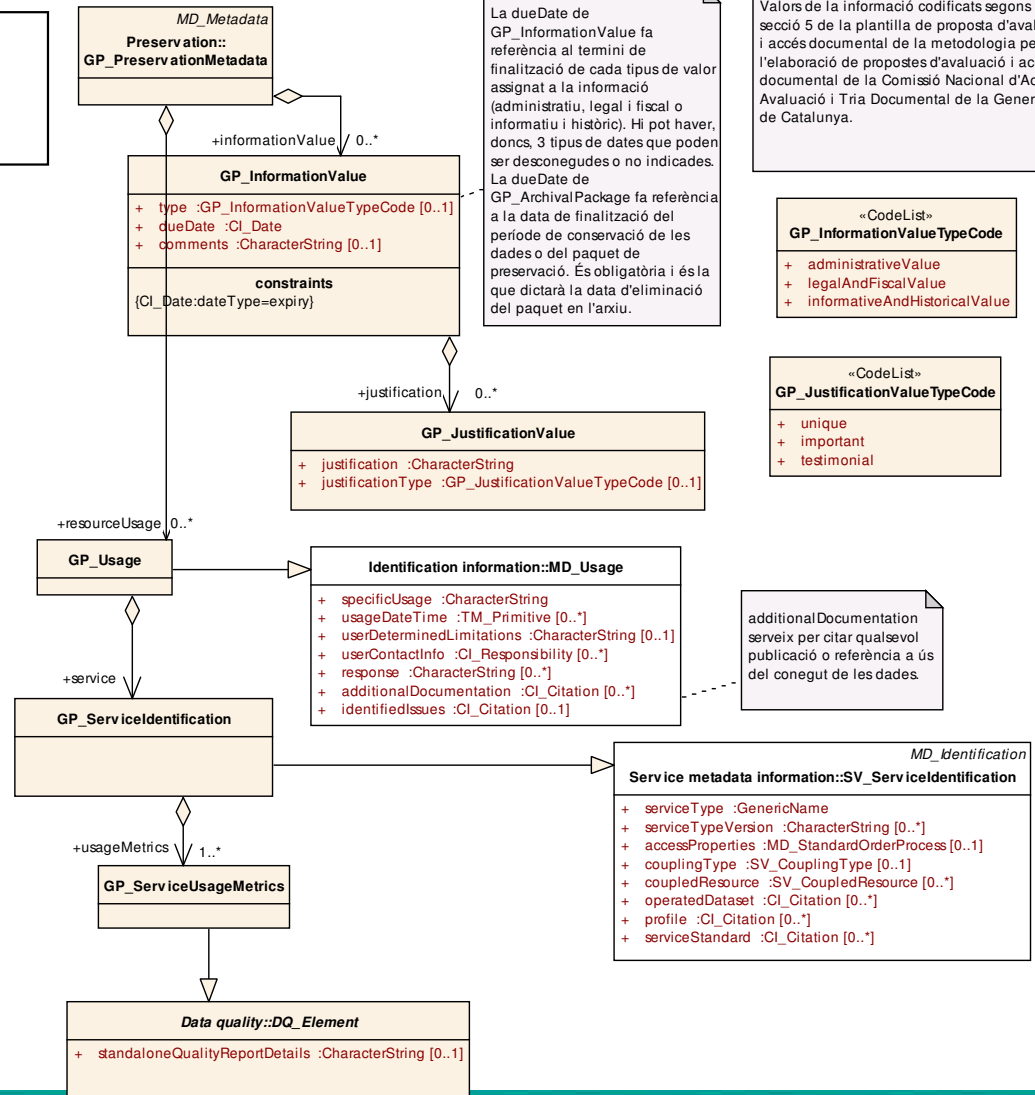 MD_Metadata
Preservation::
GP_PreservationMetadata
+informationValue 0..*
GP_InformationValue
+ type :GP_InformationValueTypeCode [0..1]
+ dueDate :CI_Date
+ comments :CharacterString [0..1]
constraints
{CI_Date:dateType=expiry}
La dueDate de
GP_InformationValue fa
referència al termini de
finalització de cada tipus de valor
assignat a la informació
(administratiu, legal i fiscal o
informatiu i històric). Hi pot haver,
doncs, 3 tipus de dates que poden
ser desconegudes o no indicades.
La dueDate de
GP_ArchivalPackage fa referència
a la data de finalització del
període de conservació de les
dades o del paquet de
preservació. És obligatòria i és la
que dictarà la data d'eliminació
del paquet en l'arxiu.
Valors de la informació codificats segons
secció 5 de la plantilla de proposta d'aval
i accés documental de la metodologia pe
l'elaboració de propostes d'avaluació i ac
documental de la Comissió Nacional d'Ac
Avaluació i Tria Documental de la Gener
de Catalunya.
«CodeList»
GP_InformationValueTypeCode
+ administrativeValue
+ legalAndFiscalValue
+ informativeAndHistoricalValue
«CodeList»
GP_JustificationValueTypeCode
+ unique
+ important
+ testimonial
+justification 0..*
GP_JustificationValue
+ justification :CharacterString
+ justificationType :GP_JustificationValueTypeCode [0..1]
+resourceUsage 0..*
GP_Usage
Identification information::MD_Usage
+ specificUsage :CharacterString
+ usageDateTime :TM_Primitive [0..*]
+ userDeterminedLimitations :CharacterString [0..1]
+ userContactInfo :CI_Responsibility [0..*]
+ response :CharacterString [0..*]
+ additionalDocumentation :CI_Citation [0..*]
+ identifiedIssues :CI_Citation [0..1]
additionalDocumentation
serveix per citar qualsevol
publicació o referència a ús
del conegut de les dades.
+service
GP_ServiceIdentification
MD_Identification
Service metadata information::SV_ServiceIdentification
+ serviceType :GenericName
+ serviceTypeVersion :CharacterString [0..*]
+ accessProperties :MD_StandardOrderProcess [0..1]
+ couplingType :SV_CouplingType [0..1]
+ coupledResource :SV_CoupledResource [0..*]
+ operatedDataset :CI_Citation [0..*]
+ profile :CI_Citation [0..*]
+ serviceStandard :CI_Citation [0..*]
+usageMetrics 1..*
GP_ServiceUsageMetrics
Data quality::DQ_Element
+ standaloneQualityReportDetails :CharacterString [0..1]